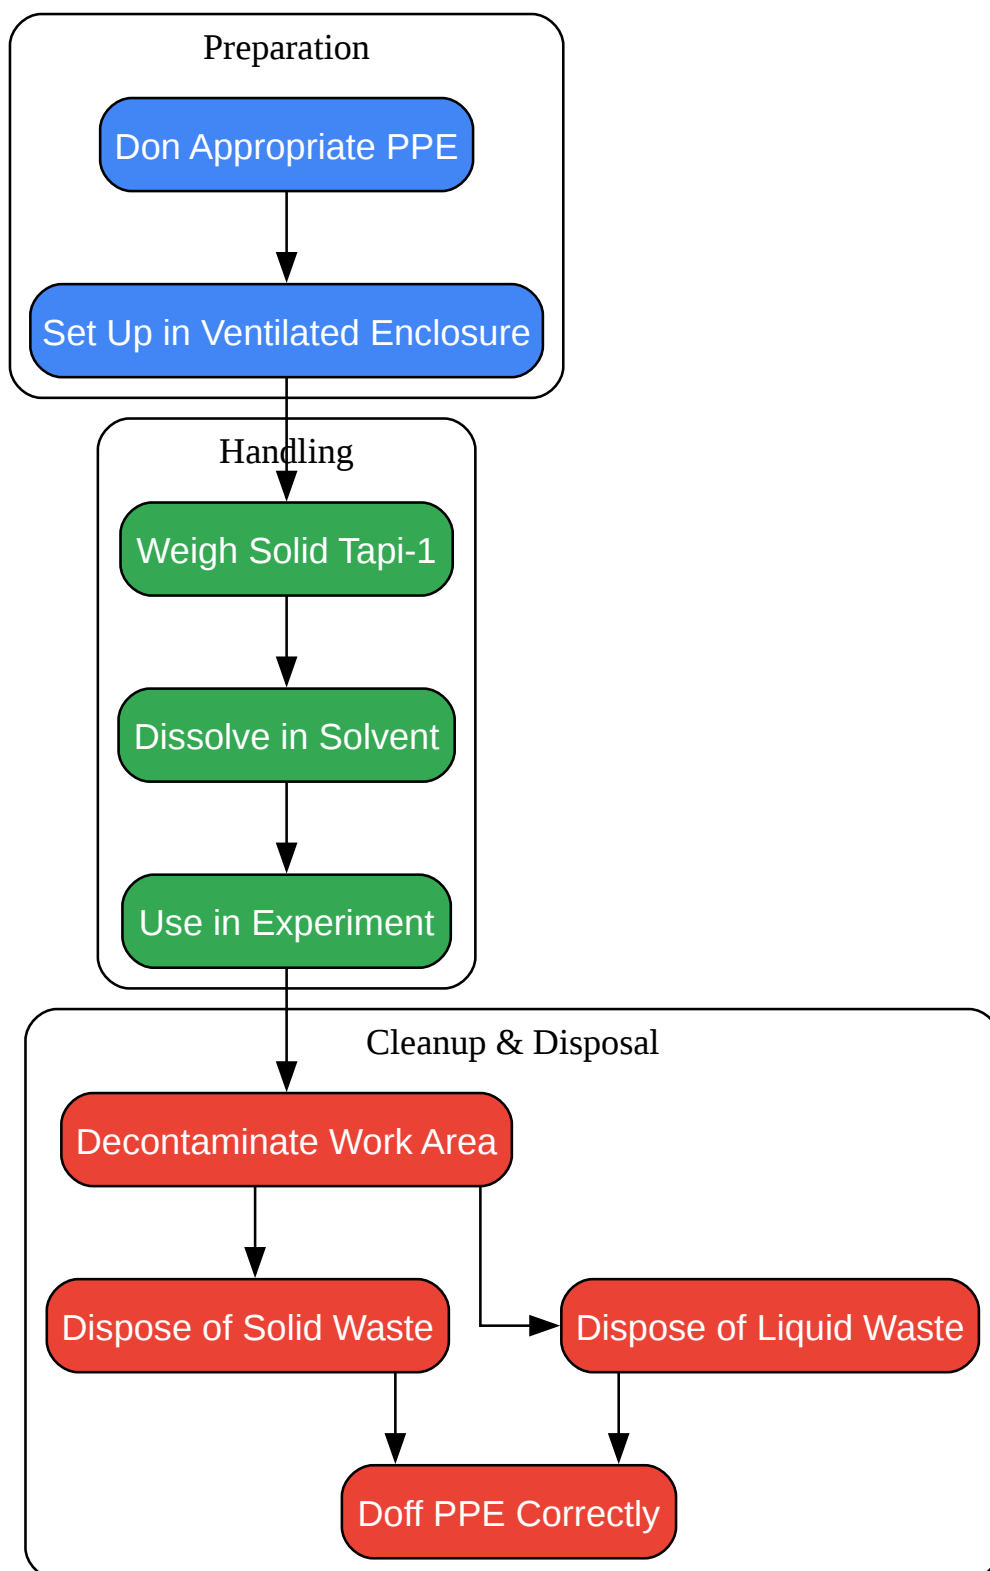 Preparation
Don Appropriate PPE
Set Up in Ventilated Enclosure
Handling
Weigh Solid Tapi-1
Dissolve in Solvent
Use in Experiment
Cleanup & Disposal
Decontaminate Work Area
Dispose of Solid Waste
Dispose of Liquid Waste
Doff PPE Correctly